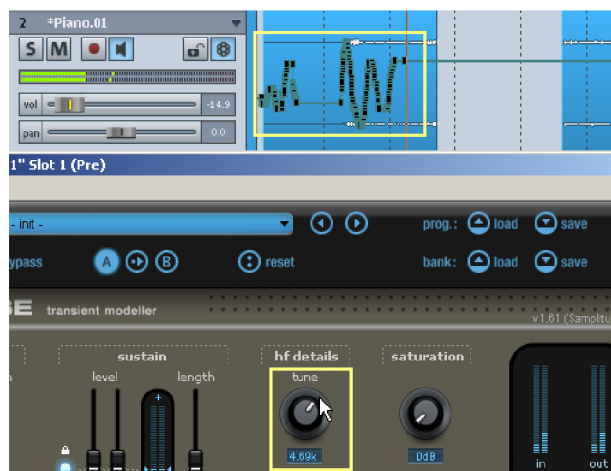 2 *Piano.01
S M
vol -14.9
pan 0.0
1" Slot 1 (Pre)
- init - prog.: load save
ypass A B reset bank: load save
SE transient modeller
v1.61 (Samplitu
sustain hf details saturation
level length tune
4.69k 0dB
in out